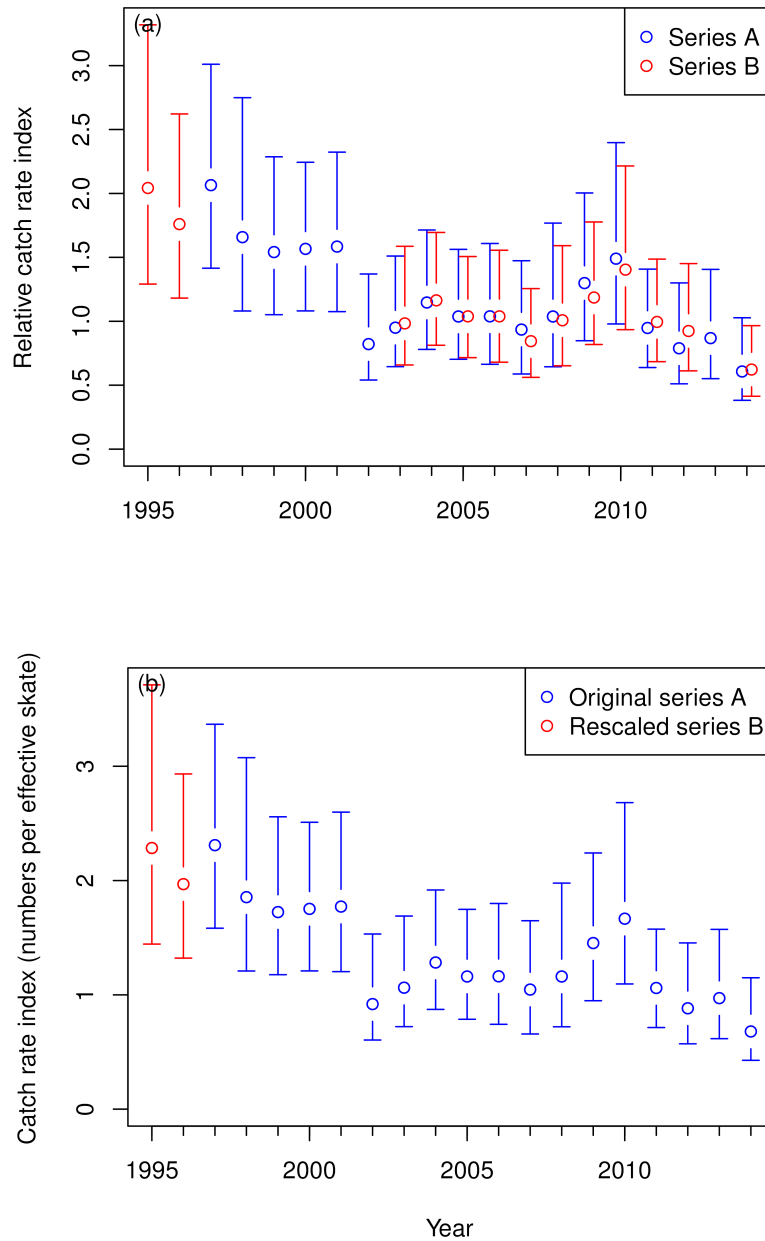 (a)
Series A
Series B
Relative catch rate index
3.0
2.5
2.0
1.5
1.0
0.5
0.0
1995 2000 2005 2010
(b)
Original series A
Rescaled series B
Catch rate index (numbers per effective skate)
3
2
1
0
1995 2000 2005 2010
Year